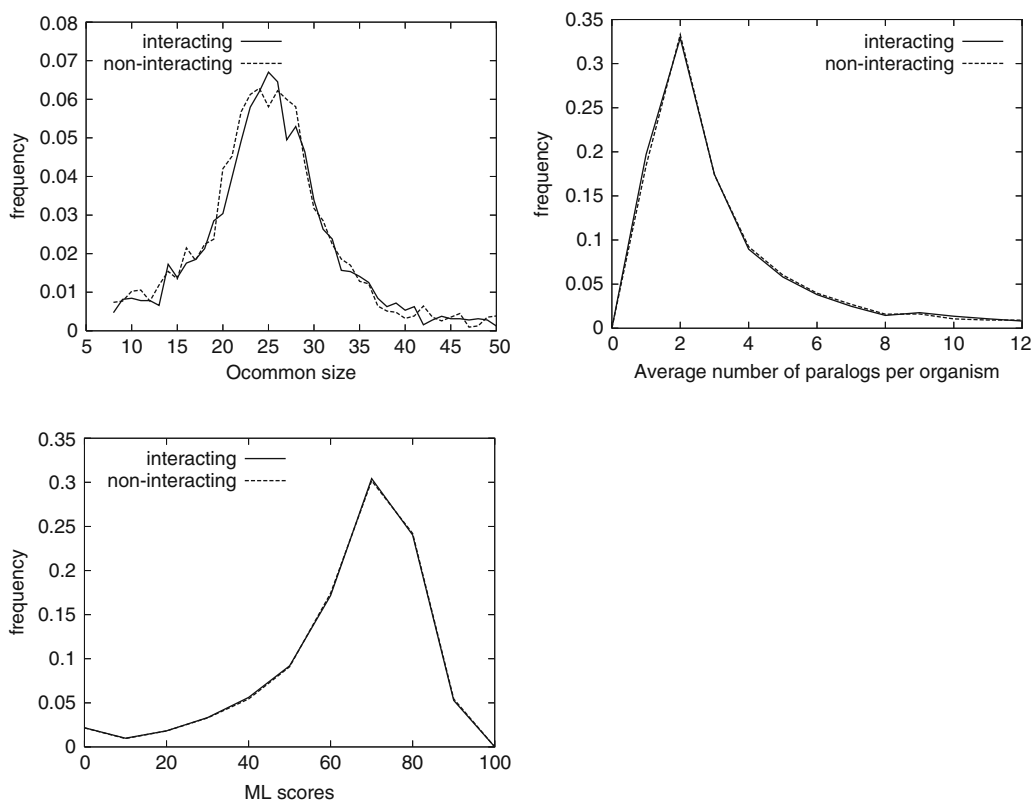 0.08
0.07
0.06
0.05
0.04
0.03
0.02
0.01
0
frequency
interacting
non-interacting
5 10 15 20 25 30 35 40 45 50
Ocommon size
0.35
0.3
0.25
0.2
0.15
0.1
0.05
0
frequency
interacting
non-interacting
0 2 4 6 8 10 12
Average number of paralogs per organism
0.35
0.3
0.25
0.2
0.15
0.1
0.05
0
frequency
interacting
non-interacting
0 20 40 60 80 100
ML scores